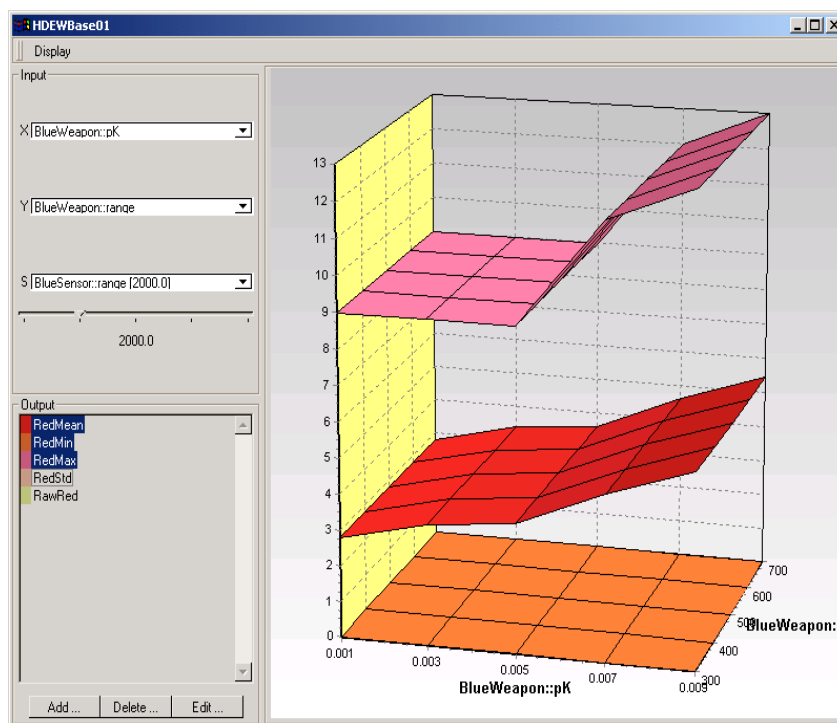 HDEWBase01
Display
Input
X BlueWeapon::pK
Y BlueWeapon::range
S BlueSensor::range [2000.0]
2000.0
Output
RedMean
RedMin
RedMax
RedStd
RawRed
Add ...
Delete ...
Edit ...
13
12
11
10
9
8
7
6
5
4
3
2
1
0
0.001
0.003
0.005
0.007
0.009
BlueWeapon::pK
700
600
500
400
300
BlueWeapon::